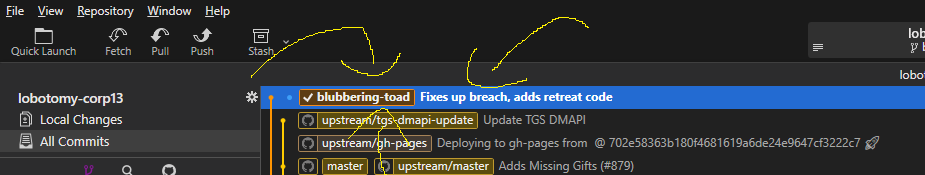 File View Repository Window Help
Quick Launch Fetch Pull Push Stash
lob
lobo
lobotomy-corp13
Local Changes
All Commits
blubbering-toad Fixes up breach, adds retreat code
upstream/tgs-dmapi-update Update TGS DMAPI
upstream/gh-pages Deploying to gh-pages from @ 702e58363b180f4681619a6de24e9647cf3222c7 🚀
master upstream/master Adds Missing Gifts (#879)